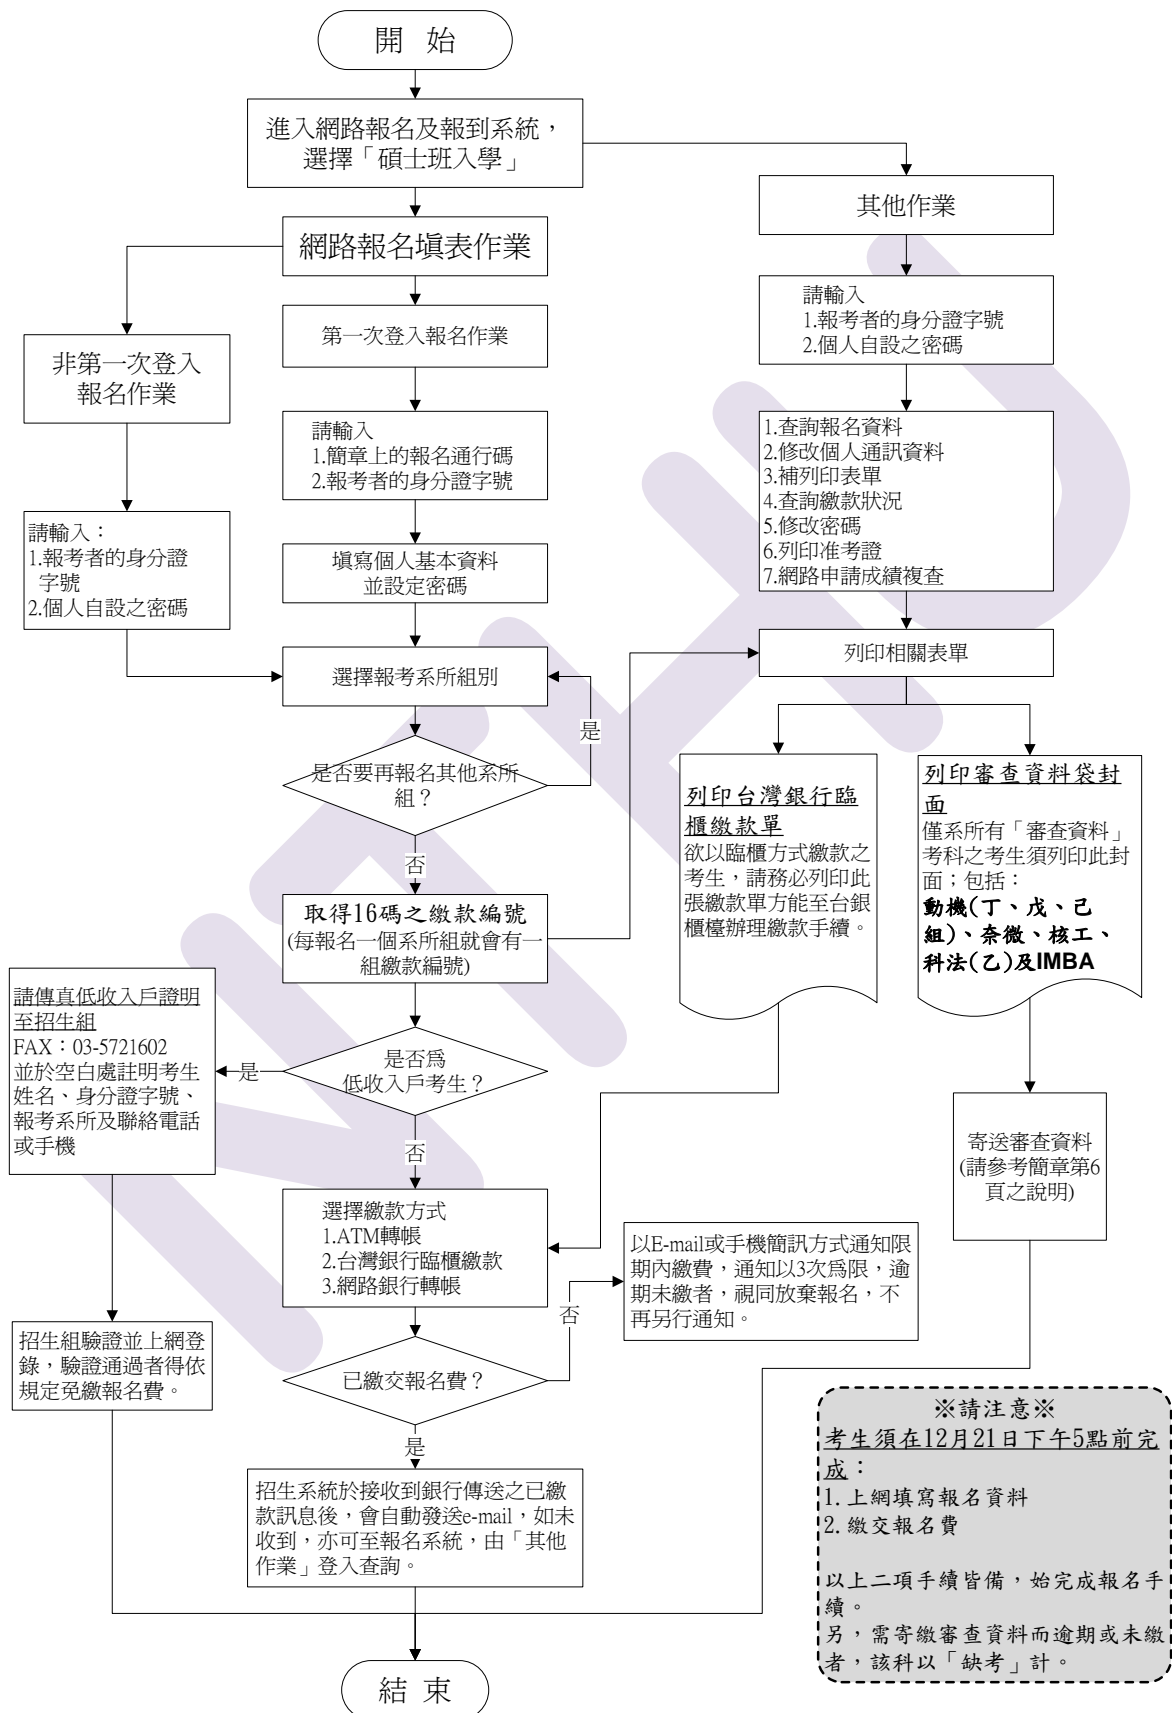 開 始
進入網路報名及報到系統，
選擇「碩士班入學」
其他作業
網路報名填表作業
請輸入
1.報考者的身分證字號
2.個人自設之密碼
第一次登入報名作業
非第一次登入
報名作業
請輸入
1.簡章上的報名通行碼
2.報考者的身分證字號
1.查詢報名資料
2.修改個人通訊資料
3.補列印表單
4.查詢繳款狀況
5.修改密碼
6.列印准考證
7.網路申請成績複查
請輸入：
1.報考者的身分證
字號
2.個人自設之密碼
填寫個人基本資料
並設定密碼
選擇報考系所組別
列印相關表單
是
是否要再報名其他系所
組？
否
列印台灣銀行臨
櫃繳款單
欲以臨櫃方式繳款之
考生，請務必列印此
張繳款單方能至台銀
櫃檯辦理繳款手續。
列印審查資料袋封
面
僅系所有「審查資料」
考科之考生須列印此封
面；包括：
動機(丁、戊、己
組)、奈微、核工、
科法(乙)及IMBA
取得16碼之繳款編號
(每報名一個系所組就會有一
組繳款編號)
請傳真低收入戶證明
至招生組
FAX：03-5721602
並於空白處註明考生
姓名、身分證字號、
報考系所及聯絡電話
或手機
是
是否為
低收入戶考生？
否
寄送審查資料
(請參考簡章第6
頁之說明)
選擇繳款方式
1.ATM轉帳
2.台灣銀行臨櫃繳款
3.網路銀行轉帳
以E-mail或手機簡訊方式通知限
期內繳費，通知以3次為限，逾
期未繳者，視同放棄報名，不
再另行通知。
否
招生組驗證並上網登
錄，驗證通過者得依
規定免繳報名費。
已繳交報名費？
是
招生系統於接收到銀行傳送之已繳
款訊息後，會自動發送e-mail，如未
收到，亦可至報名系統，由「其他
作業」登入查詢。
※請注意※
考生須在12月21日下午5點前完
成：
1. 上網填寫報名資料
2. 繳交報名費
以上二項手續皆備，始完成報名手
續。
另，需寄繳審查資料而逾期或未繳
者，該科以「缺考」計。
結 束
NTHU